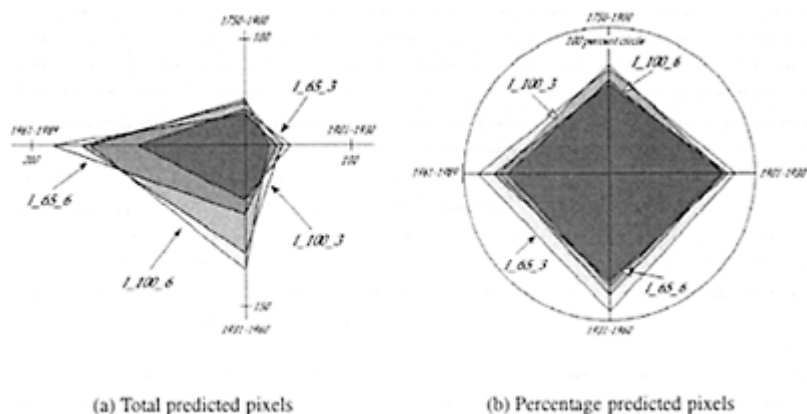 1750-1900
100
I_65_3
1961-1989
1901-1930
200
100
I_65_6
I_100_3
I_100_6
150
1931-1960
(a) Total predicted pixels
1750-1900
100 percent circle
I_100_6
I_100_3
1961-1989
1901-1930
I_65_3
I_65_6
1931-1960
(b) Percentage predicted pixels